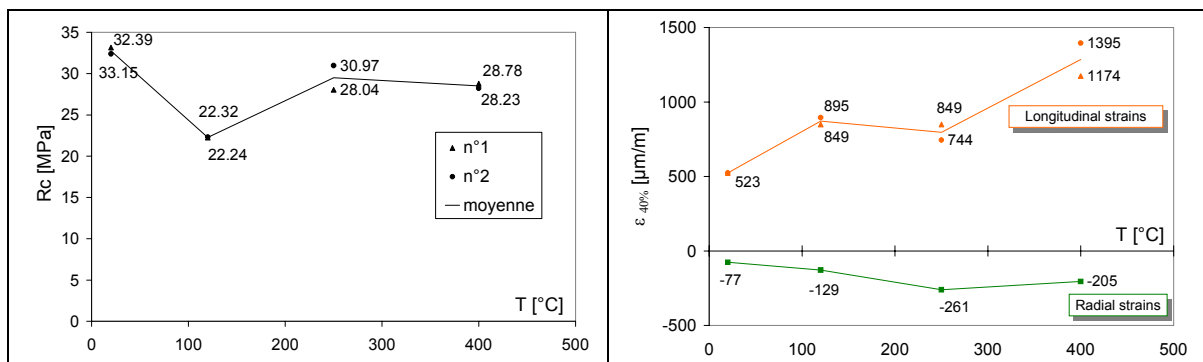 35
30
25
20
15
10
5
0
0 100 200 300 400 500
Rc [MPa]
T [°C]
32.39
33.15
22.32
22.24
30.97
28.04
28.78
28.23
n°1
n°2
moyenne
1500
1000
500
0
-500
0 100 200 300 400 500
ε 40% [µm/m]
T [°C]
523
895
849
849
744
1395
1174
Longitudinal strains
-77
-129
-261
-205
Radial strains